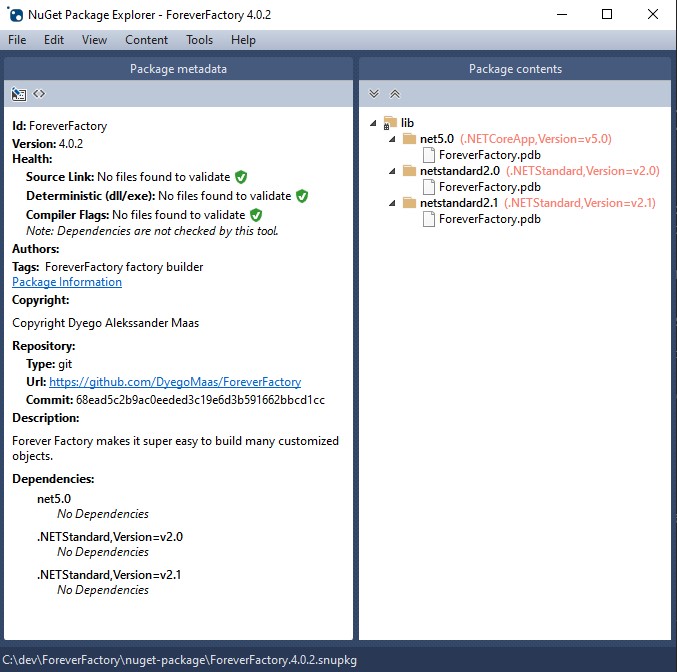 NuGet Package Explorer - ForeverFactory 4.0.2
File Edit View Content Tools Help
Package metadata
Id: ForeverFactory
Version: 4.0.2
Health:
Source Link: No files found to validate
Deterministic (dll/exe): No files found to validate
Compiler Flags: No files found to validate
Note: Dependencies are not checked by this tool.
Authors:
Tags: ForeverFactory factory builder
Package Information
Copyright:
Copyright Dyego Alekssander Maas
Repository:
Type: git
Url: https://github.com/DyegoMaas/ForeverFactory
Commit: 68ead5c2b9ac0eeded3c19e6d3b591662bbcd1cc
Description:
Forever Factory makes it super easy to build many customized
objects.
Dependencies:
net5.0
No Dependencies
.NETStandard,Version=v2.0
No Dependencies
.NETStandard,Version=v2.1
No Dependencies
Package contents
lib
net5.0 (.NETCoreApp,Version=v5.0)
ForeverFactory.pdb
netstandard2.0 (.NETStandard,Version=v2.0)
ForeverFactory.pdb
netstandard2.1 (.NETStandard,Version=v2.1)
ForeverFactory.pdb
C:\dev\ForeverFactory\nuget-package\ForeverFactory.4.0.2.snupkg